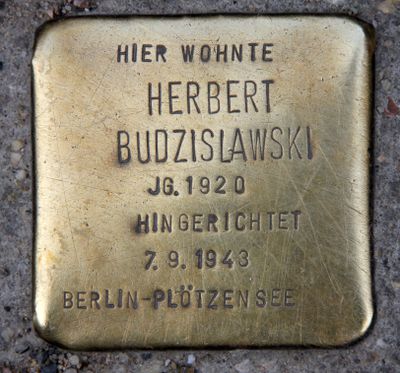 HIER WOHNTE
HERBERT
BUDZISLAWSKI
JG. 1920
HINGERICHTET
7. 9. 1943
BERLIN-PLÖTZENSEE